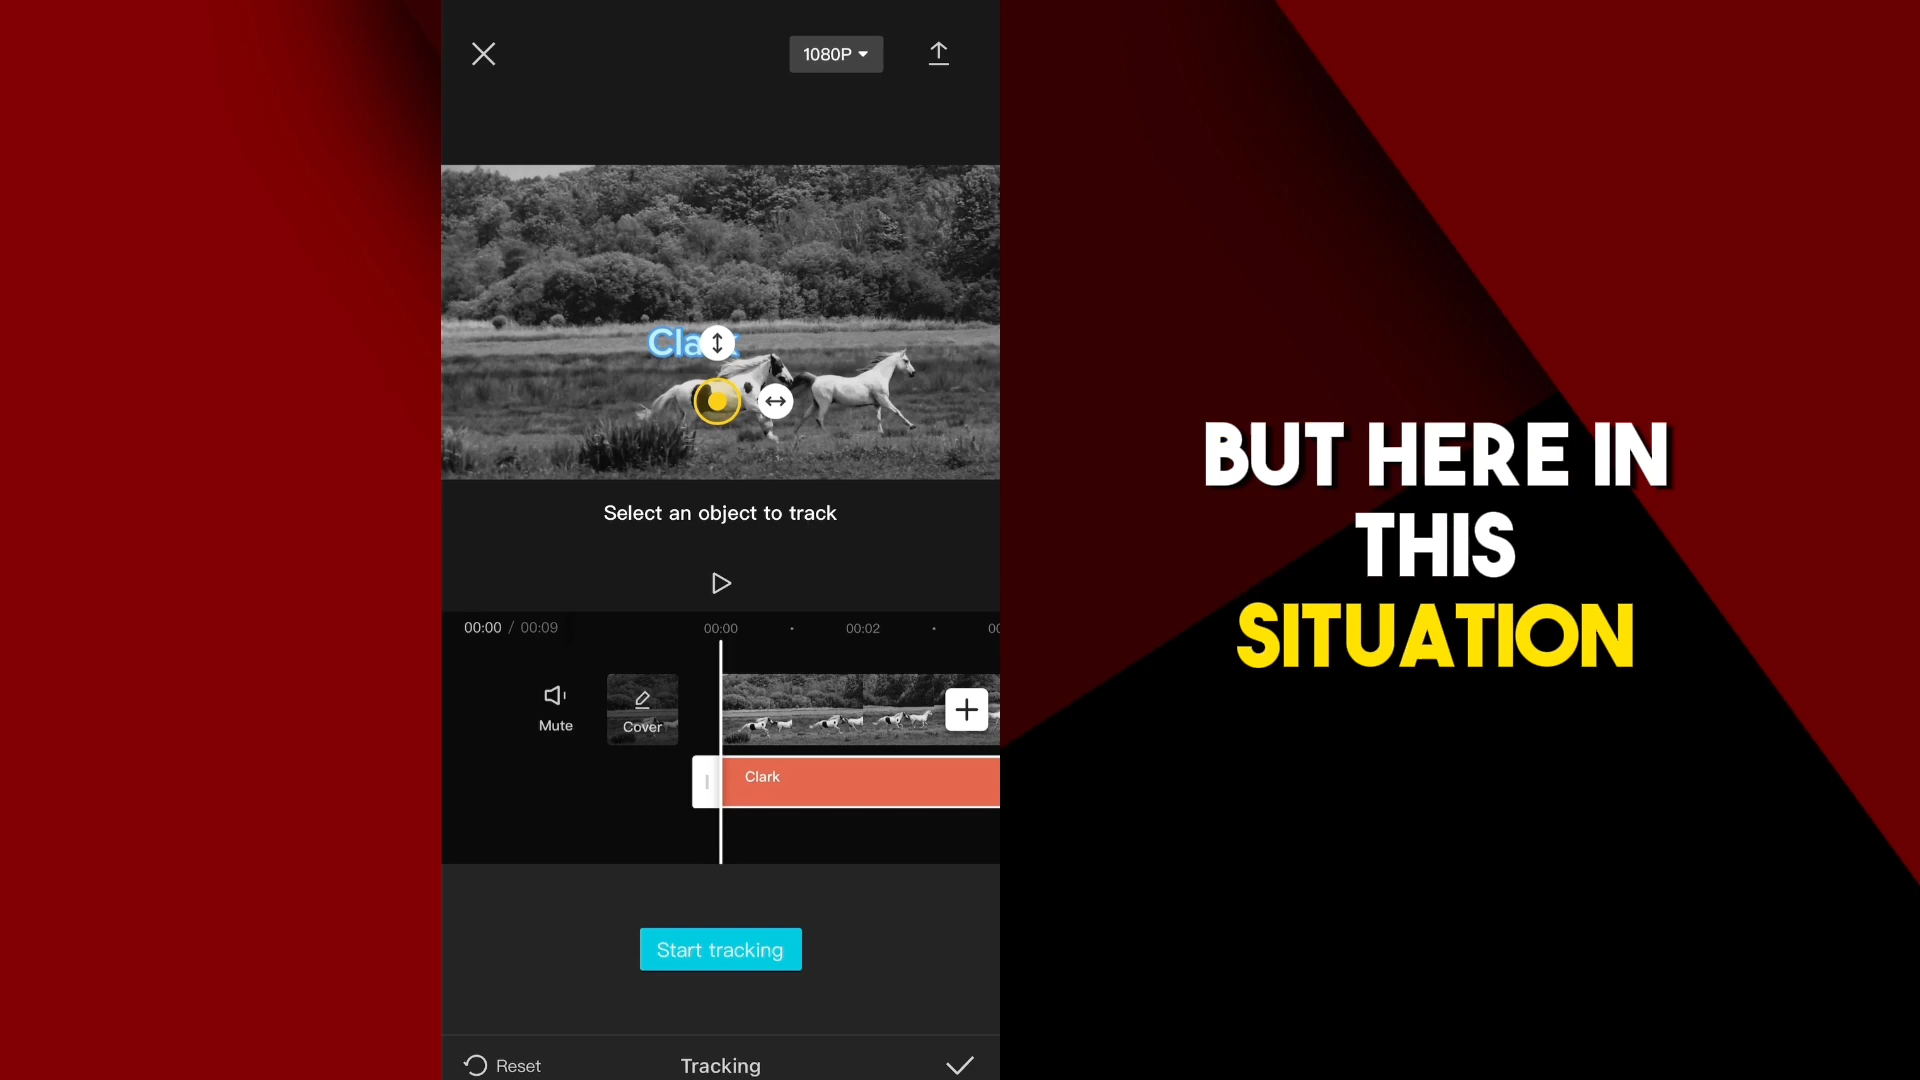 1080P
Clark
Select an object to track
00:00 / 00:09
00:00
00:02
Mute
Cover
Clark
Start tracking
Reset
Tracking
BUT HERE IN
THIS
SITUATION